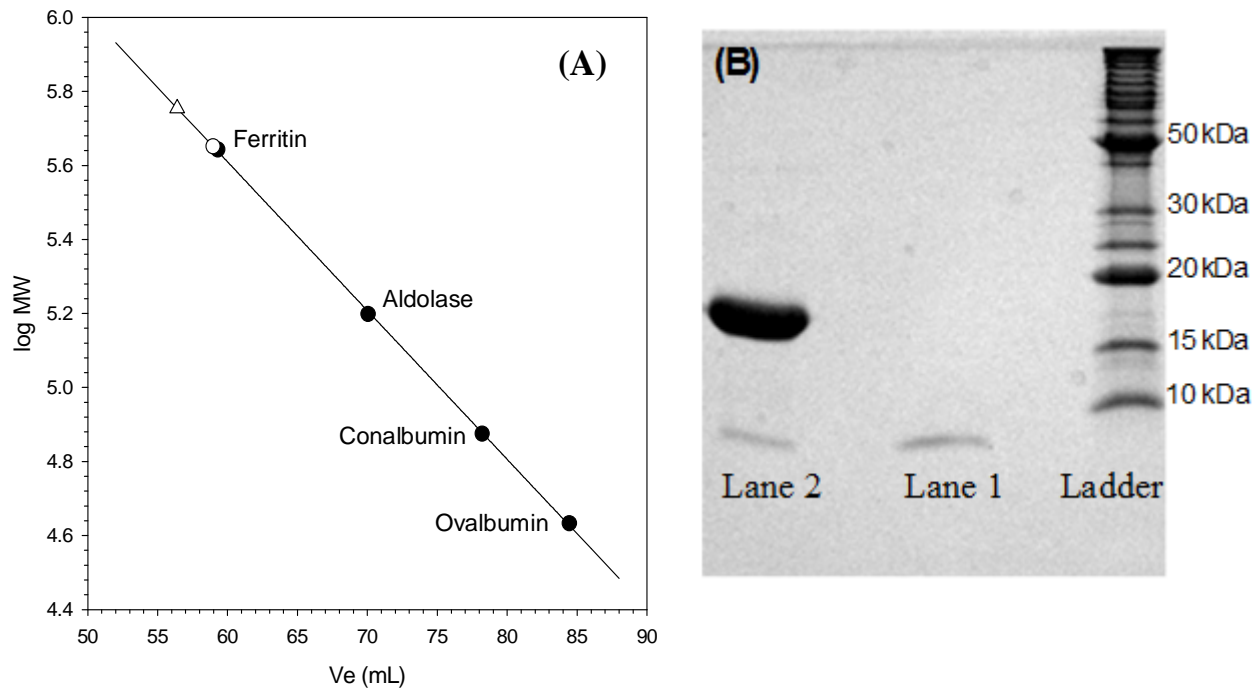 (A)
6.0
5.8
5.6
5.4
5.2
5.0
4.8
4.6
4.4
log MW
Ferritin
Aldolase
Conalbumin
Ovalbumin
50 55 60 70 75 80 85 90
Ve (mL)
(B)
50 kDa
30 kDa
20 kDa
15 kDa
10 kDa
Lane 2 Lane 1 Ladder